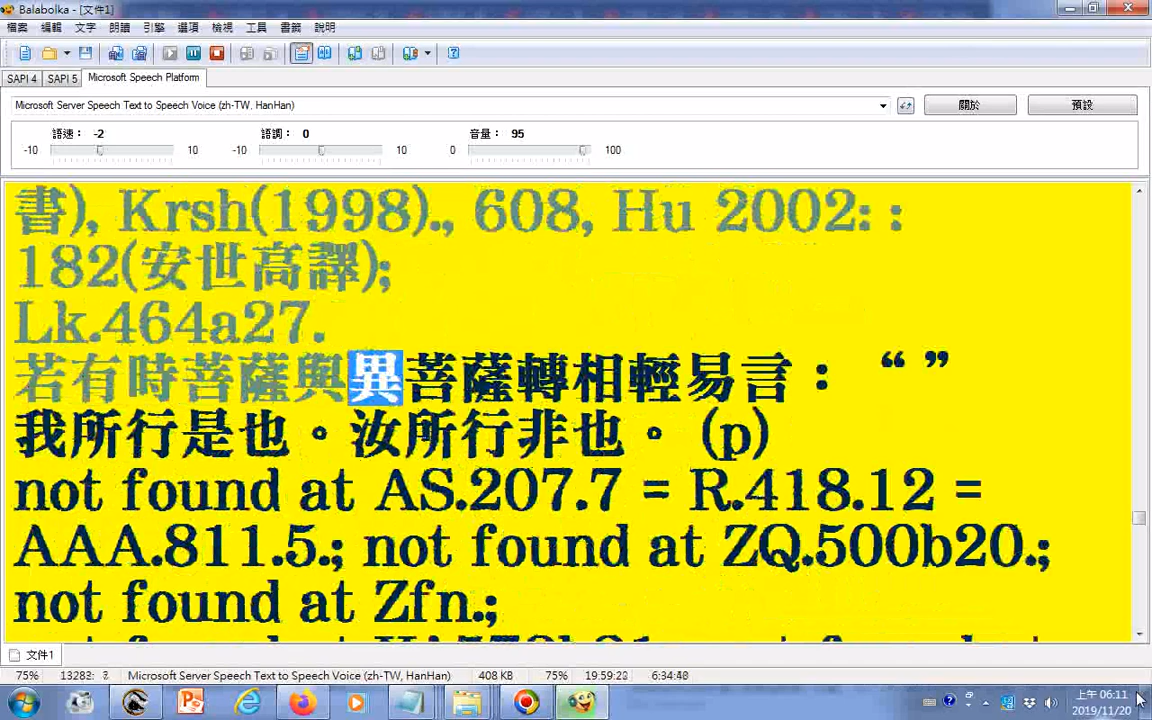 Balabolka - [文件1]
檔案 編輯 文字 朗讀 引擎 選項 檢視 工具 書籤 說明
SAPI 4 SAPI 5 Microsoft Speech Platform
Microsoft Server Speech Text to Speech Voice (zh-TW, HanHan) 關於 預設
語速： -2 語調： 0 音量： 95
-10 10 -10 10 0 100
書), Krsh(1998)., 608, Hu 2002: :
182(安世高譯);
Lk.464a27.
若有時菩薩與異菩薩轉相輕易言：“ ”
我所行是也。汝所行非也。(p)
not found at AS.207.7 = R.418.12 =
AAA.811.5.; not found at ZQ.500b20.;
not found at Zfn.;
文件1
75% 13282: Microsoft Server Speech Text to Speech Voice (zh-TW, HanHan) 408 KB 75% 19:59:22 6:34:48
上午 06:11
2019/11/20